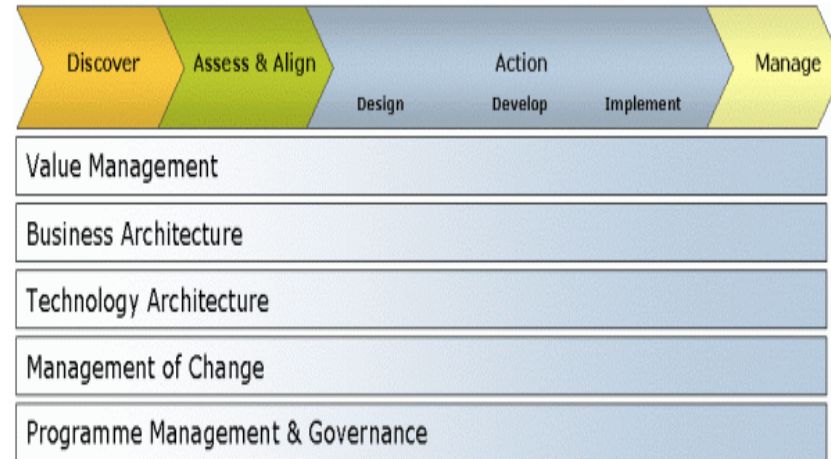 Discover Assess & Align Action Manage
Design Develop Implement
Value Management
Business Architecture
Technology Architecture
Management of Change
Programme Management & Governance